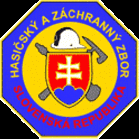 HASIČSKÝ A ZÁCHRANNÝ ZBOR
SLOVENSKÁ REPUBLIKA